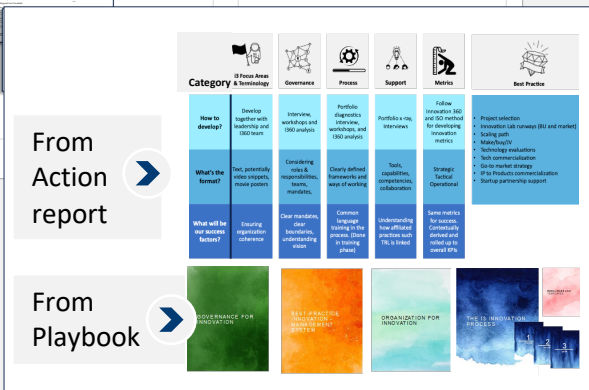 From
Action
report
Category
i3 Focus Areas
& Terminology
Governance
Process
Support
Metrics
Best Practice
How to
develop?
Develop
together with
leadership and
I360 team
Interview,
workshops and
I360 analysis
Portfolio
diagnostics
interview,
workshops, and
I360 analysis
Portfolio x-ray,
Interviews
Follow
Innovation 360
and ISO method
for developing
innovation
metrics
What's the
format?
Text, potentially
video snippets,
movie posters
Considering
roles &
responsibilities,
teams,
mandates,
Clearly defined
frameworks and
ways of working
Tools,
capabilities,
competencies,
collaboration
Strategic
Tactical
Operational
What will be
our success
factors?
Ensuring
organization
coherence
Clear mandates,
clear
boundaries,
understanding
vision
Common
language
training in the
process. (Done
in training
phase)
Understanding
how affiliated
practices such
TRL is linked
Same metrics
for success.
Contextually
derived and
rolled up to
overall KPIs
• Project selection
• Innovation Lab runways (BU and market)
• Scaling path
• Make/buy/JV
• Technology evaluations
• Tech commercialization
• Go-to market strategy
• IP to Products commercialization
• Startup partnership support
From
Playbook
GOVERNANCE FOR
INNOVATION
BEST PRACTICE
INNOVATION
MANAGEMENT
SYSTEM
ORGANIZATION FOR
INNOVATION
THE I3 INNOVATION
PROCESS
1
2
3